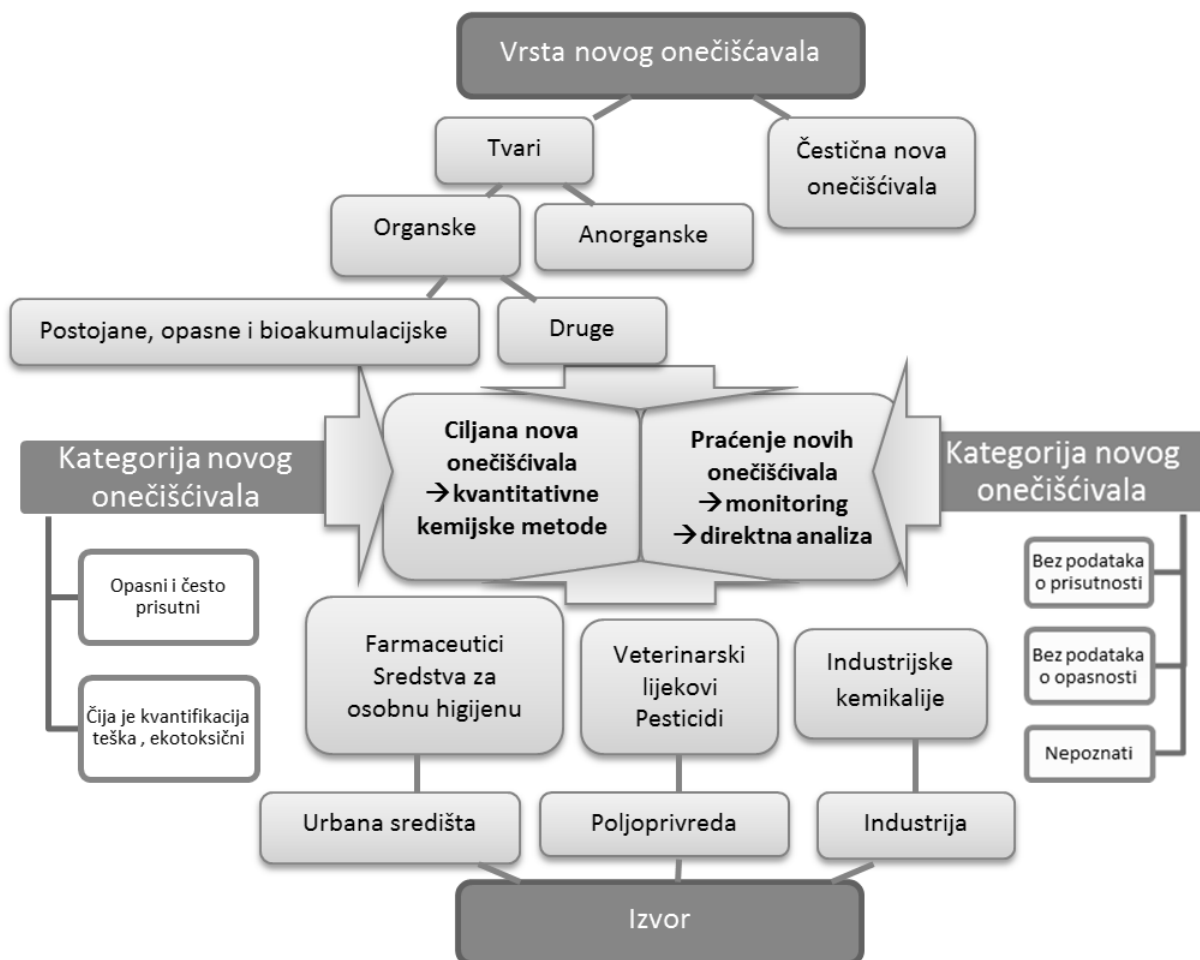 Vrsta novog onečišćavala
Tvari
Čestična nova
onečišćivala
Organske
Anorganske
Postojane, opasne i bioakumulacijske
Druge
Kategorija novog
onečišćivala
Ciljana nova
onečišćivala
→kvantitativne
kemijske metode
Praćenje novih
onečišćivala
→monitoring
→direktna analiza
Kategorija novog
onečišćivala
Opasni i često
prisutni
Čija je kvantifikacija
teška , ekotoksični
Bez podataka
o prisutnosti
Bez podataka
o opasnosti
Nepoznati
Farmaceutici
Sredstva za
osobnu higijenu
Veterinarski
lijekovi
Pesticidi
Industrijske
kemikalije
Urbana središta
Poljoprivreda
Industrija
Izvor